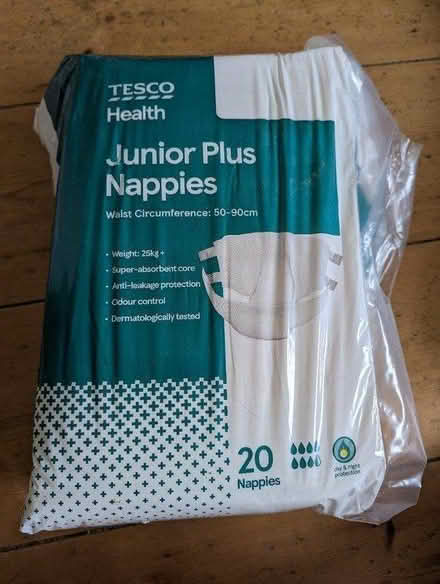 TESCO
Health
Junior Plus
Nappies
Waist Circumference: 50-90cm
• Weight: 25kg +
• Super-absorbent core
• Anti-leakage protection
• Odour control
• Dermatologically tested
20
Nappies
day & night
protection